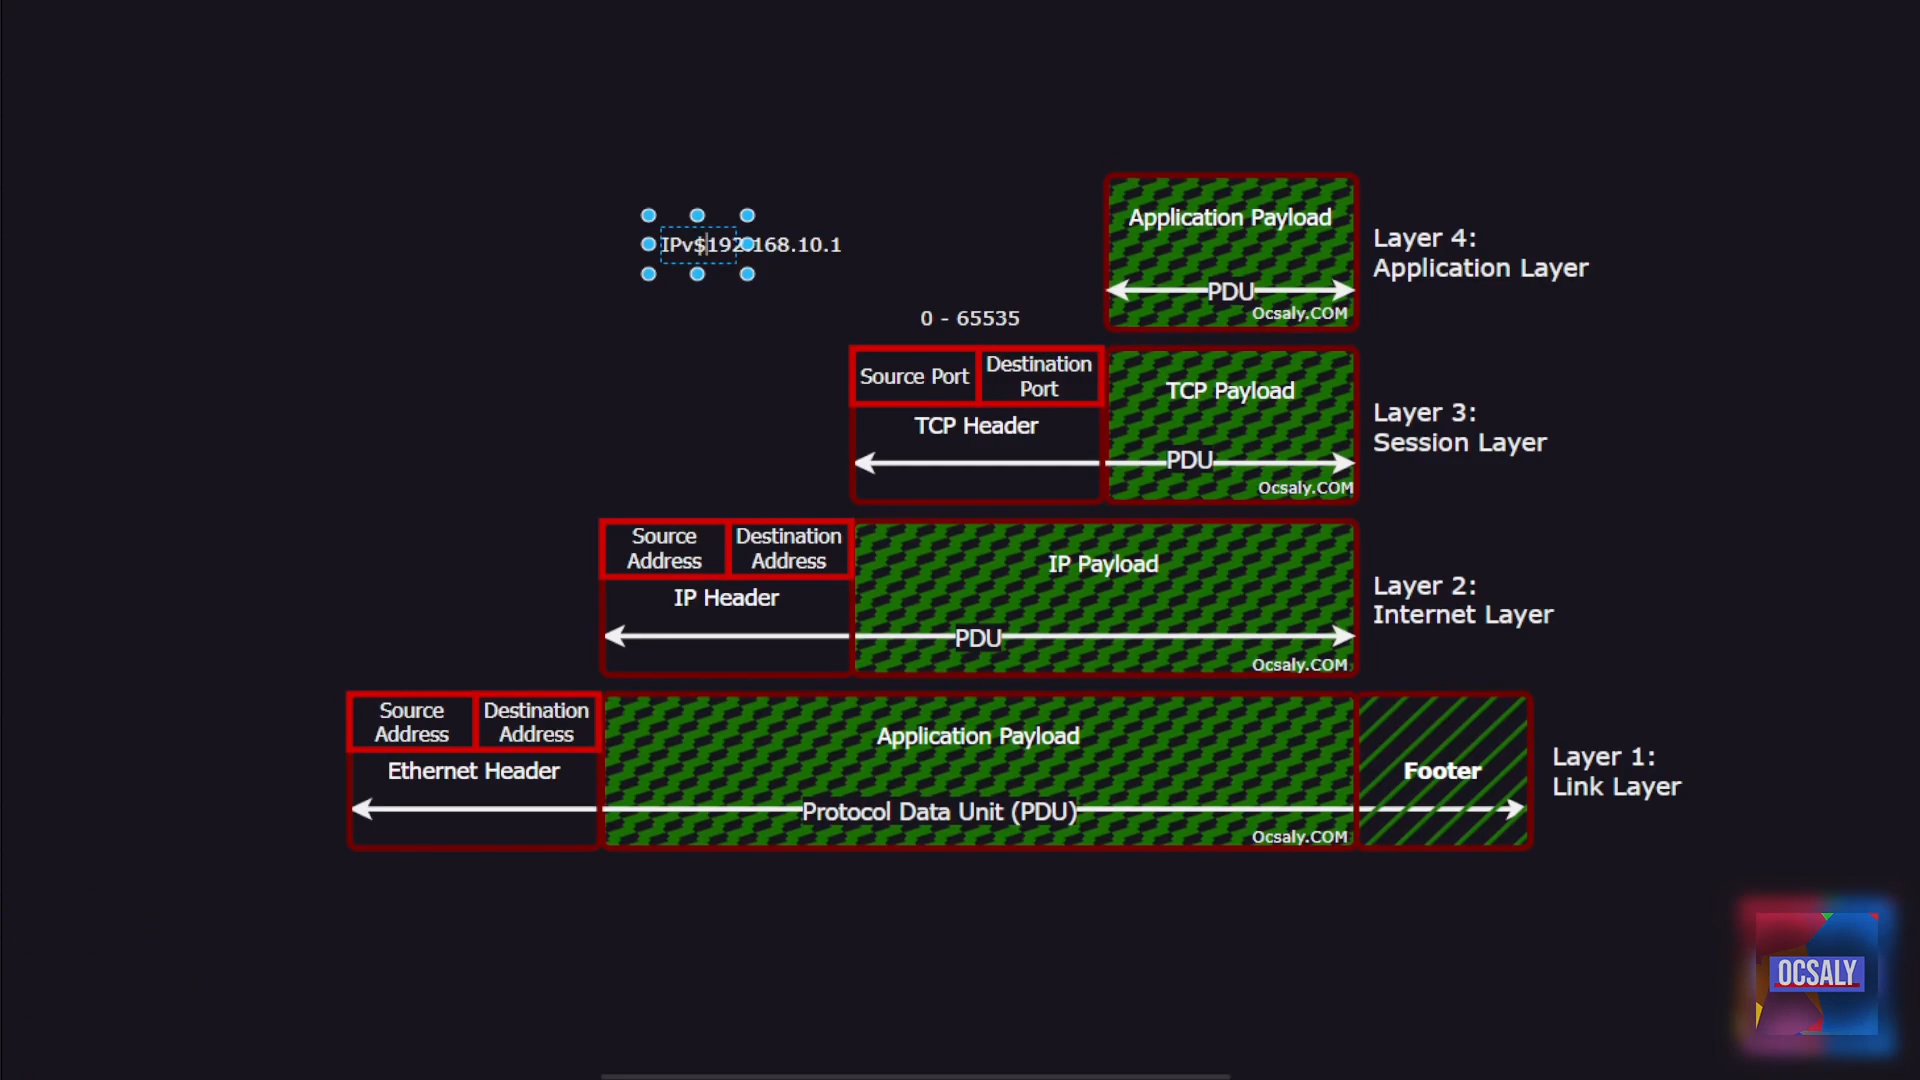 IPv$192.168.10.1
Application Payload
PDU
Ocsaly.COM
Layer 4:
Application Layer
0 - 65535
Source Port
Destination
Port
TCP Header
TCP Payload
PDU
Ocsaly.COM
Layer 3:
Session Layer
Source
Address
Destination
Address
IP Header
IP Payload
PDU
Ocsaly.COM
Layer 2:
Internet Layer
Source
Address
Destination
Address
Ethernet Header
Application Payload
Protocol Data Unit (PDU)
Ocsaly.COM
Footer
Layer 1:
Link Layer
OCSALY